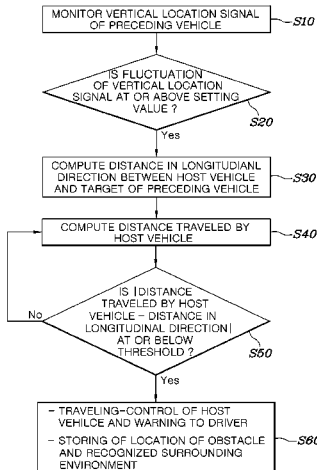 MONITOR VERTICAL LOCATION SIGNAL
OF PRECEDING VEHICLE
S10
IS FLUCTUATION
OF VERTICAL LOCATION
SIGNAL AT OR ABOVE SETTING
VALUE ?
S20
Yes
COMPUTE DISTANCE IN LONGITUDIANL
DIRECTION BETWEEN HOST VEHICLE
AND TARGET OF PRECEDING VEHICLE
S30
COMPUTE DISTANCE TRAVELED BY
HOST VEHICLE
S40
IS |DISTANCE
TRAVELED BY HOST
VEHICLE - DISTANCE IN
LONGITUDINAL DIRECTION|
AT OR BELOW
THRESHOLD ?
No
S50
Yes
- TRAVELING-CONTROL OF HOST
VEHILCE AND WARNING TO DRIVER
- STORING OF LOCATION OF OBSTACLE
AND RECOGNIZED SURROUNDING
ENVIRONMENT
S60